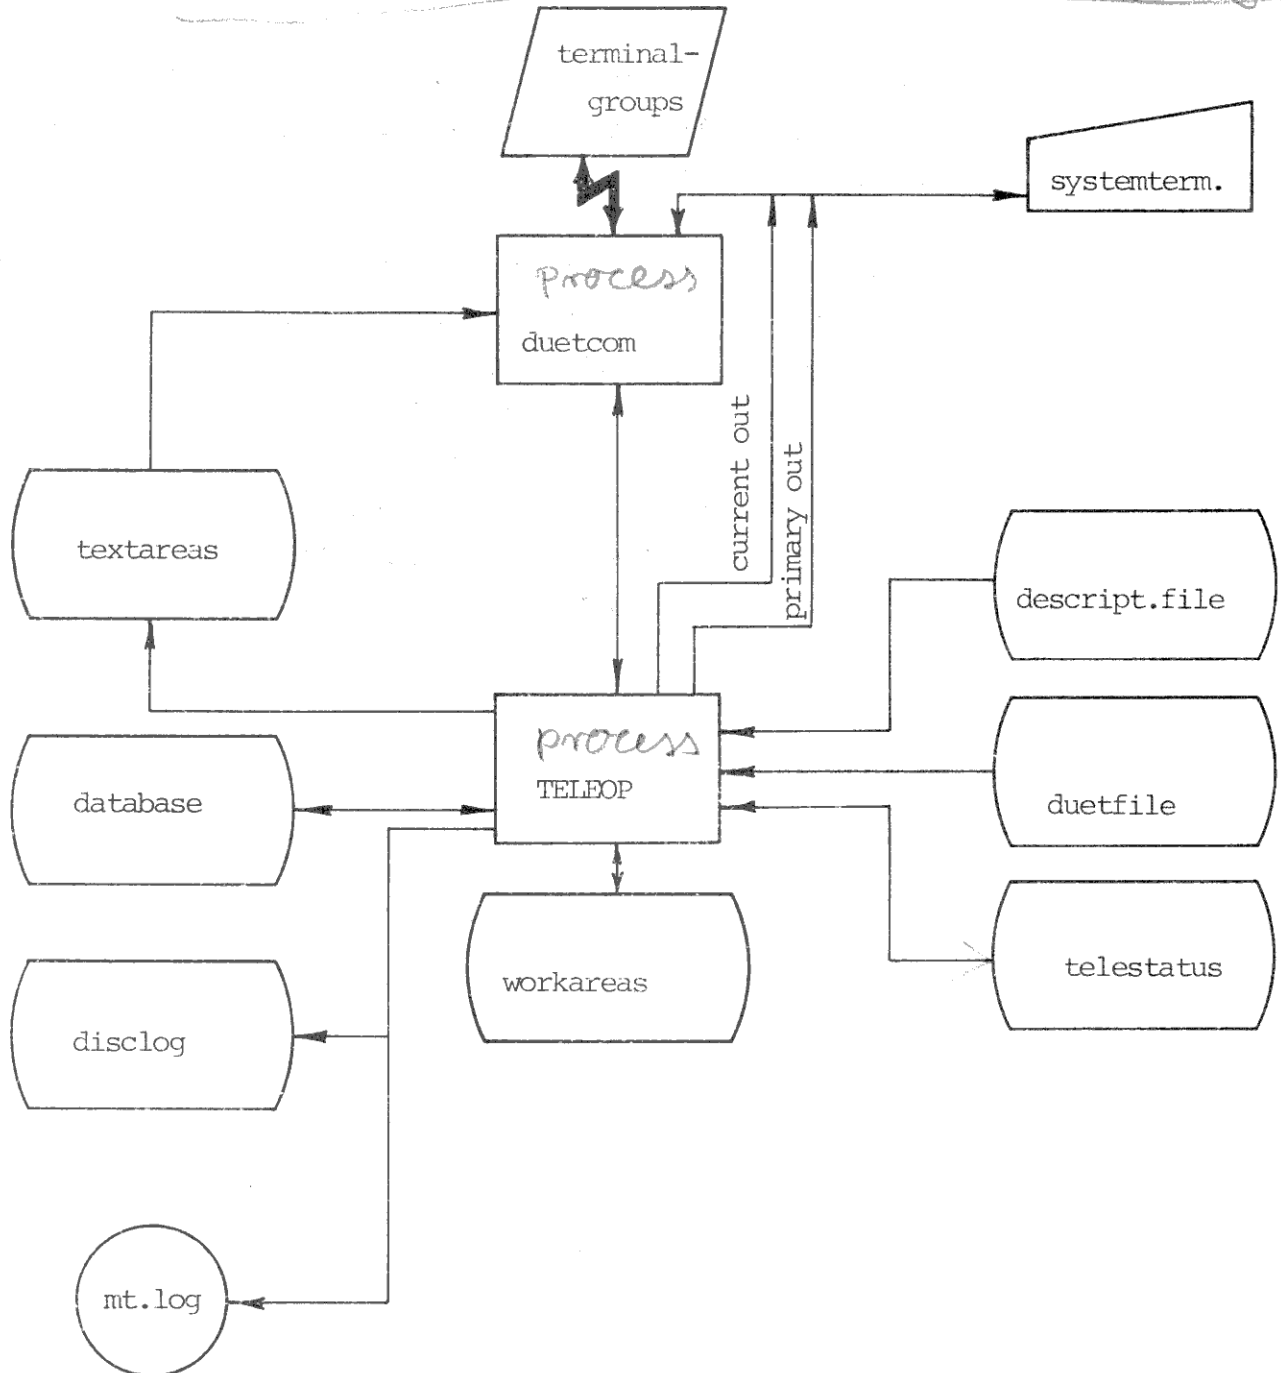 terminal-
groups
systemterm.
process
duetcom
current out
primary out
textareas
descript.file
process
TELEOP
database
duetfile
workareas
telestatus
disclog
mt.log